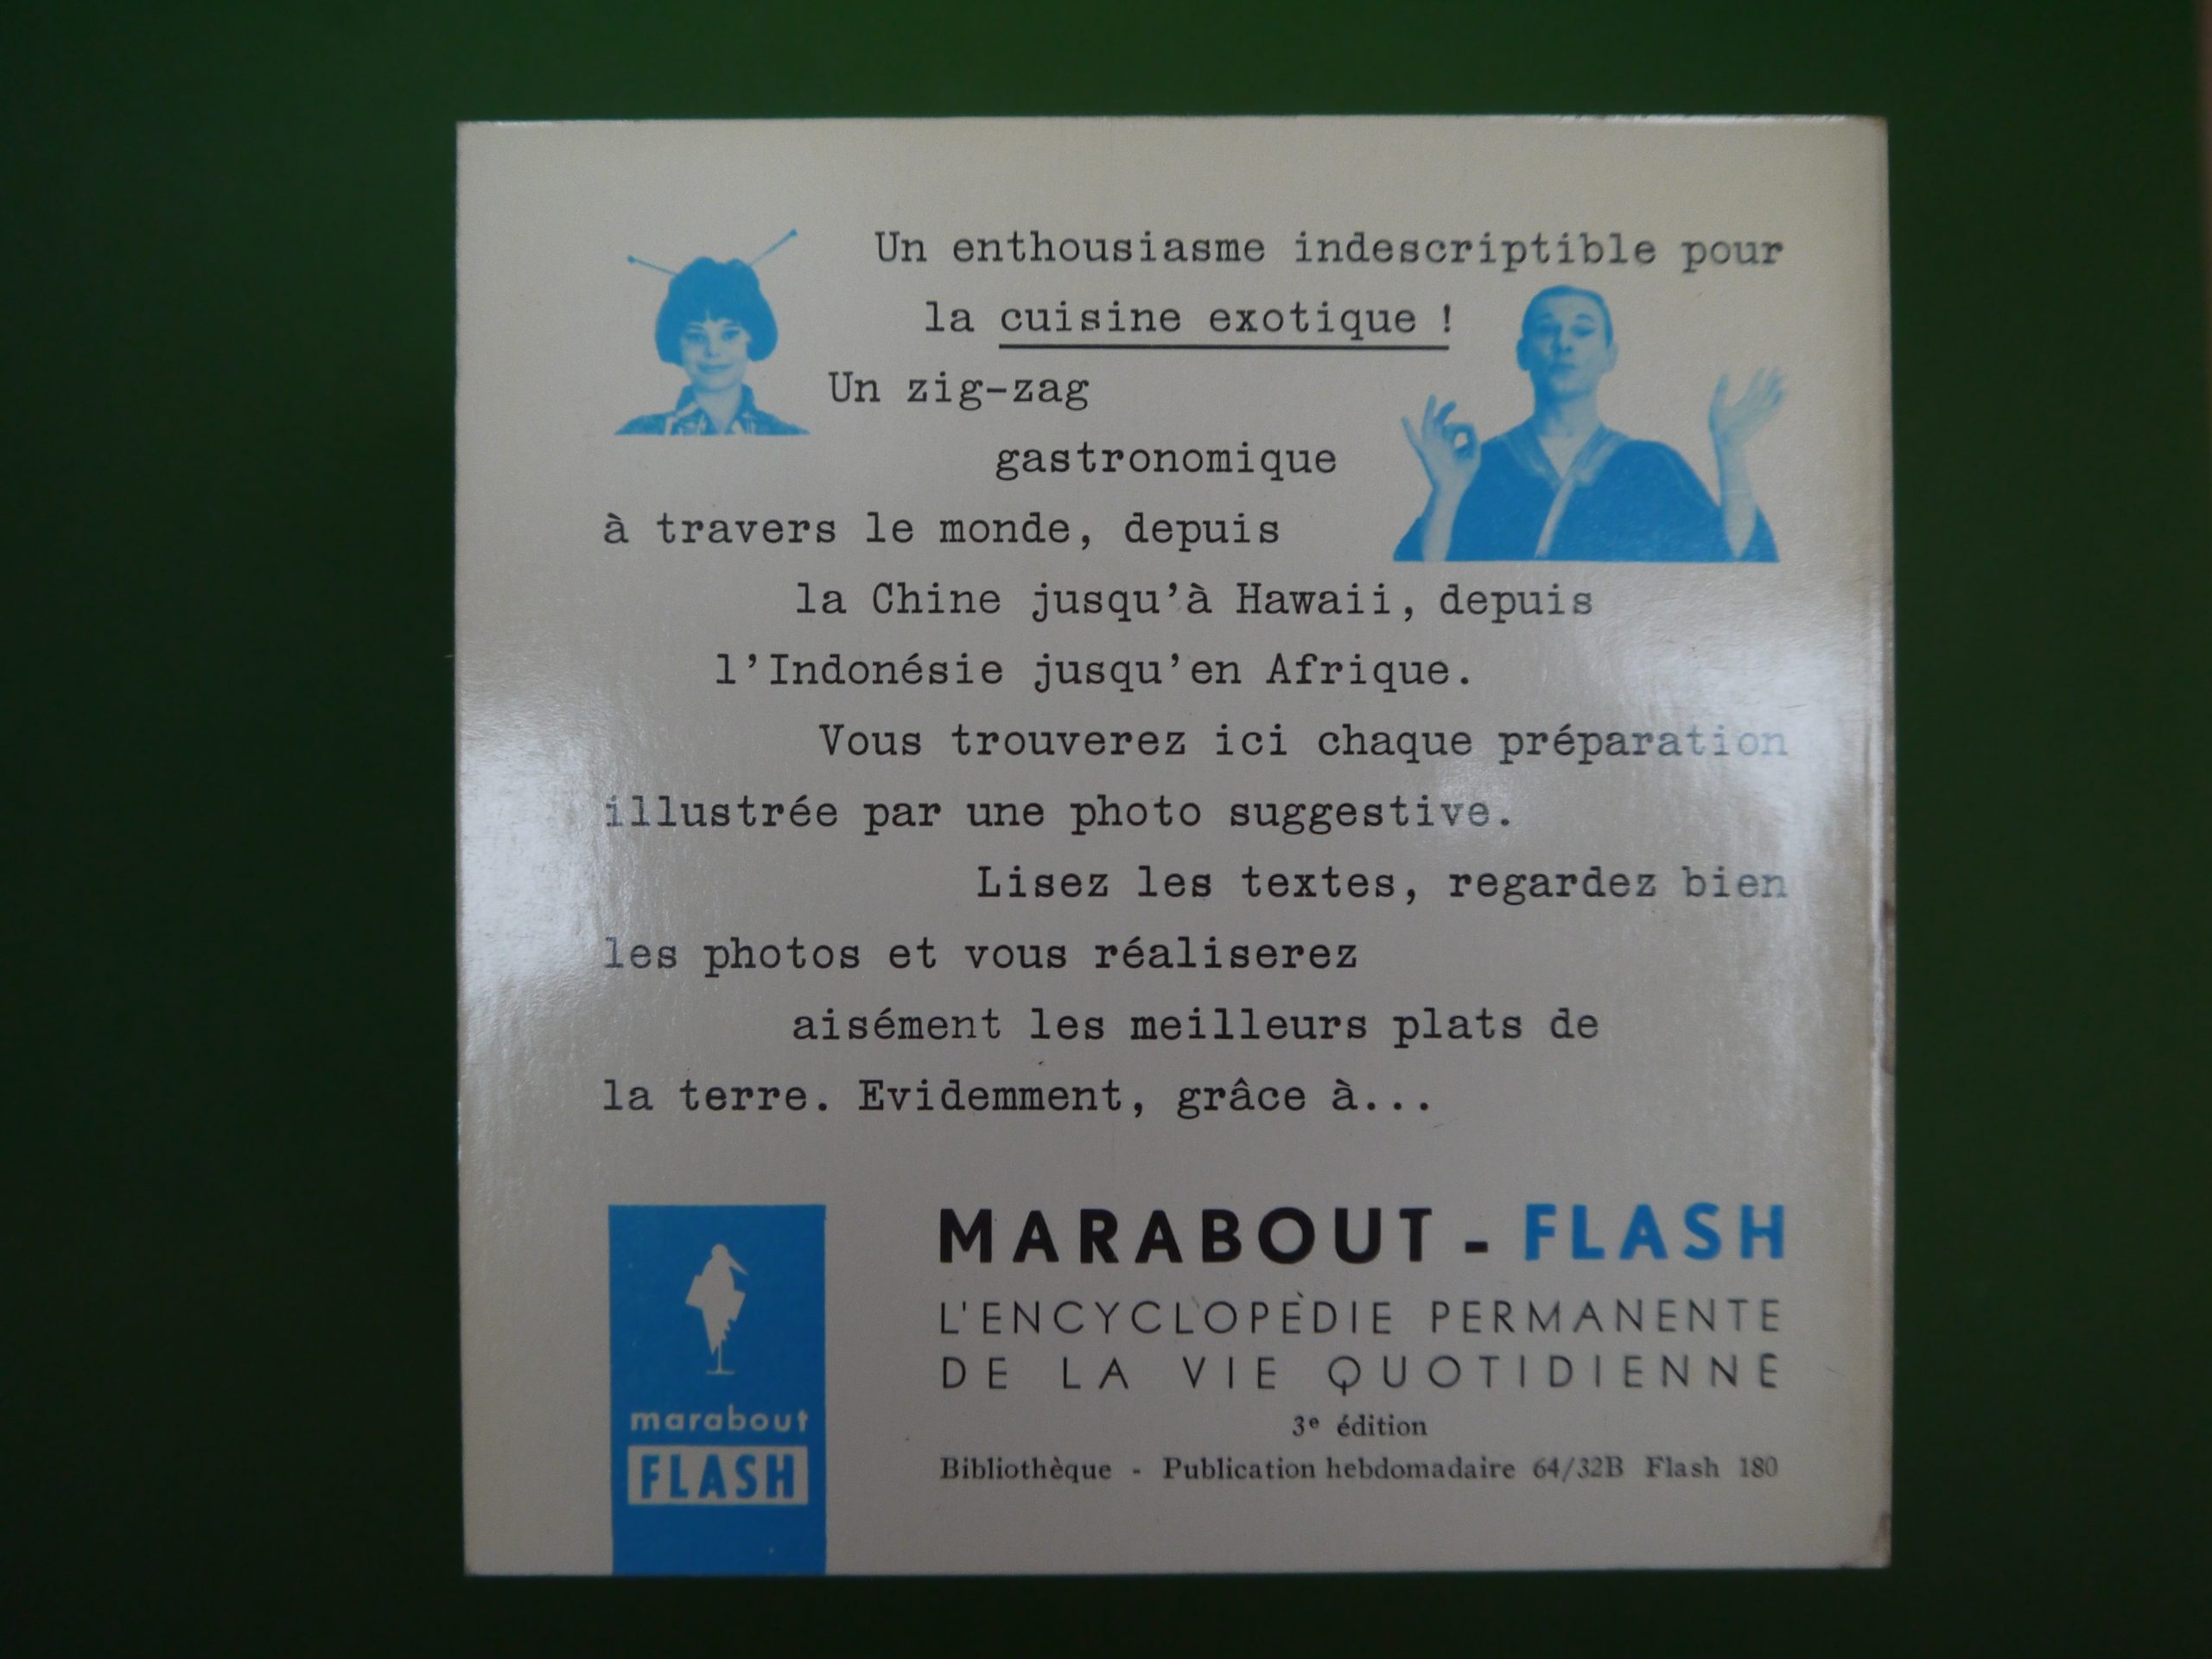 Un enthousiasme indescriptible pour
la cuisine exotique !
Un zig-zag
gastronomique
à travers le monde, depuis
la Chine jusqu'à Hawaii, depuis
l'Indonésie jusqu'en Afrique.
Vous trouverez ici chaque préparation
illustrée par une photo suggestive.
Lisez les textes, regardez bien
les photos et vous réaliserez
aisément les meilleurs plats de
la terre. Evidemment, grâce à...
MARABOUT - FLASH
L'ENCYCLOPÈDIE PERMANENTE
DE LA VIE QUOTIDIENNE
3e édition
Bibliothèque - Publication hebdomadaire 64/32B Flash 180
marabout
FLASH